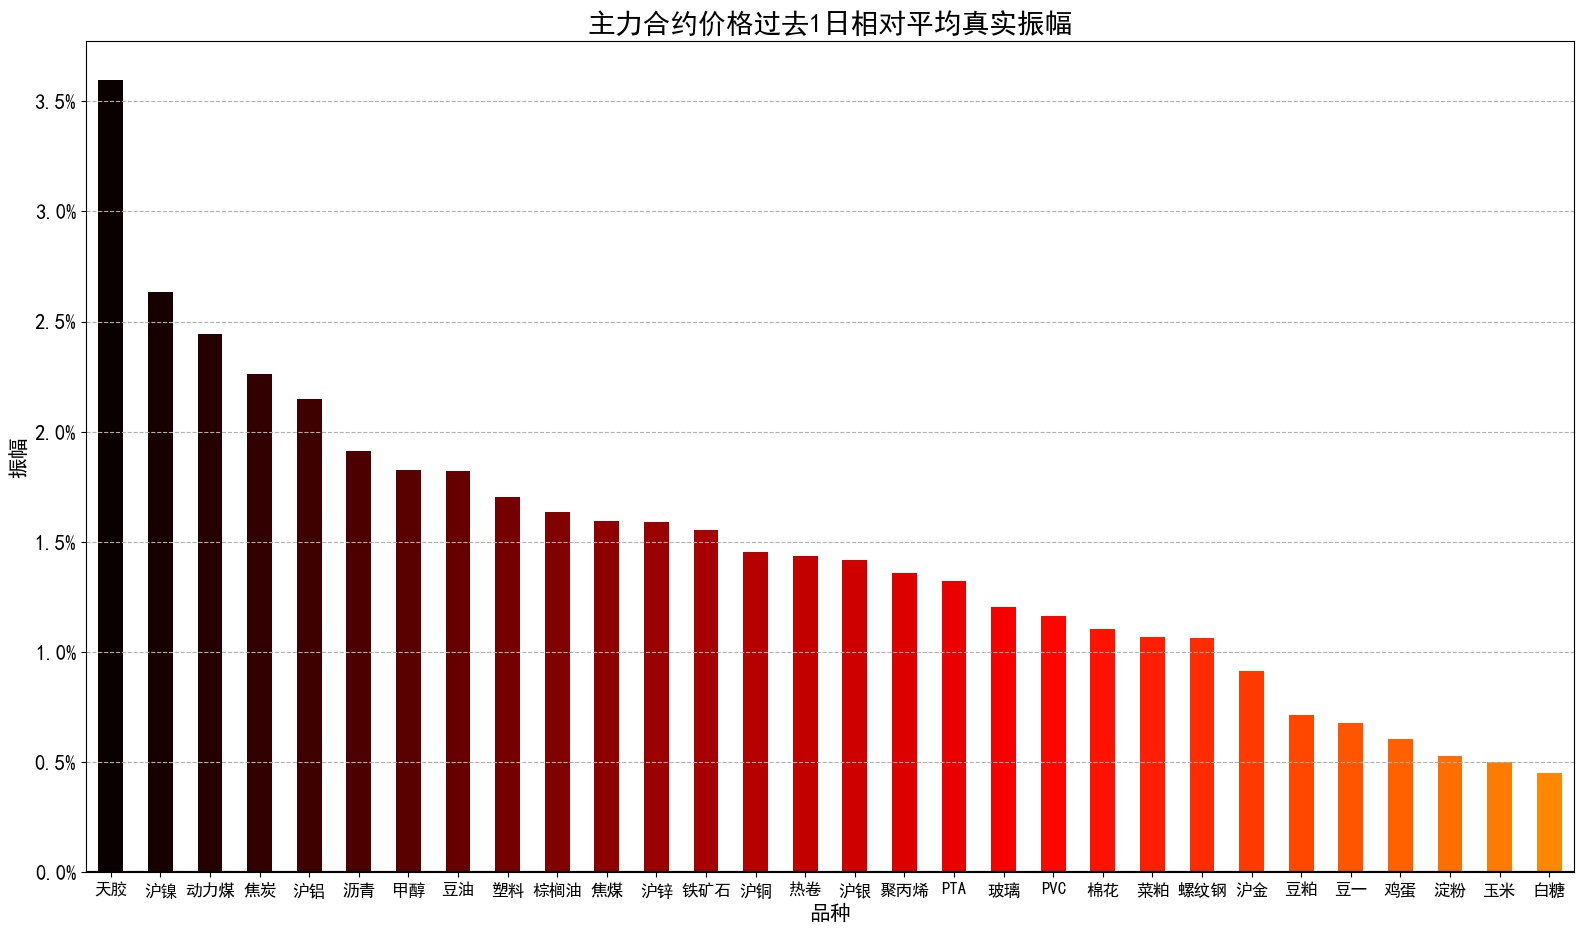 主力合约价格过去1日相对平均真实振幅
振幅
3.5%
3.0%
2.5%
2.0%
1.5%
1.0%
0.5%
0.0%
天胶 沪镍 动力煤 焦炭 沪铝 沥青 甲醇 豆油 塑料 棕榈油 焦煤 沪锌 铁矿石 沪铜 热卷 沪银 聚丙烯 PTA 玻璃 PVC 棉花 菜粕 螺纹钢 沪金 豆粕 豆一 鸡蛋 淀粉 玉米 白糖
品种